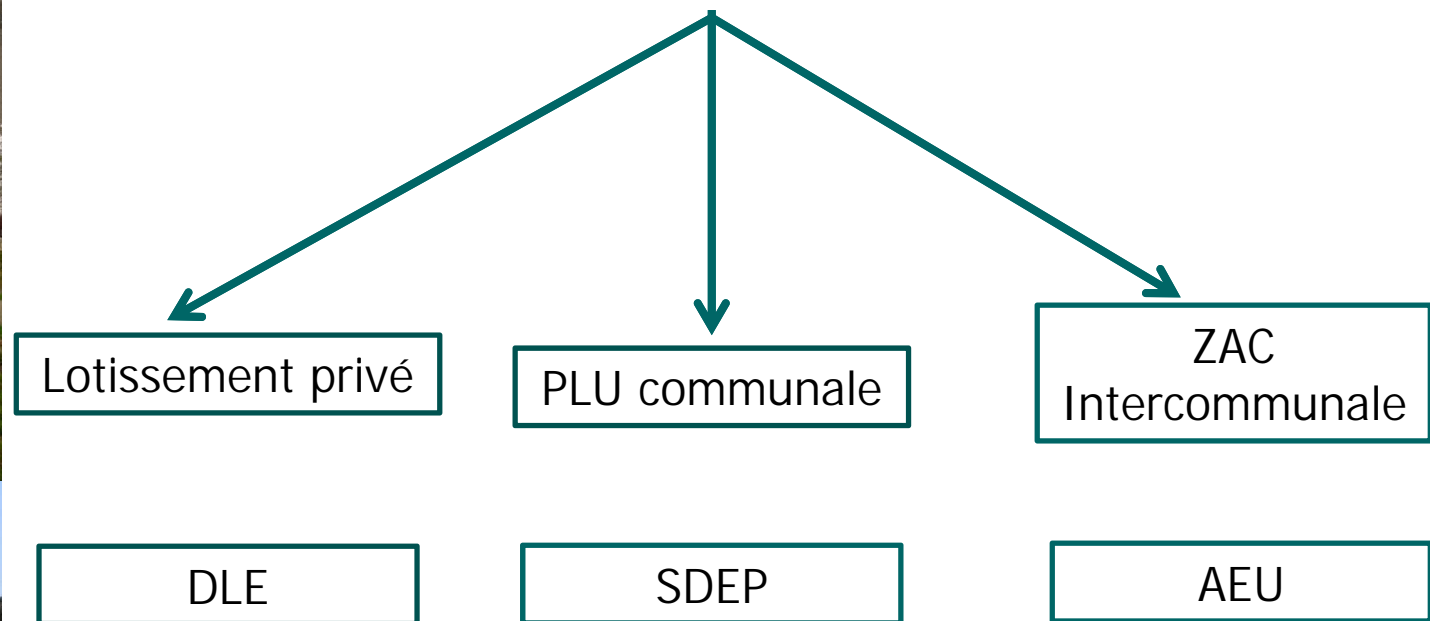 Lotissement privé
PLU communale
ZAC
Intercommunale
DLE
SDEP
AEU